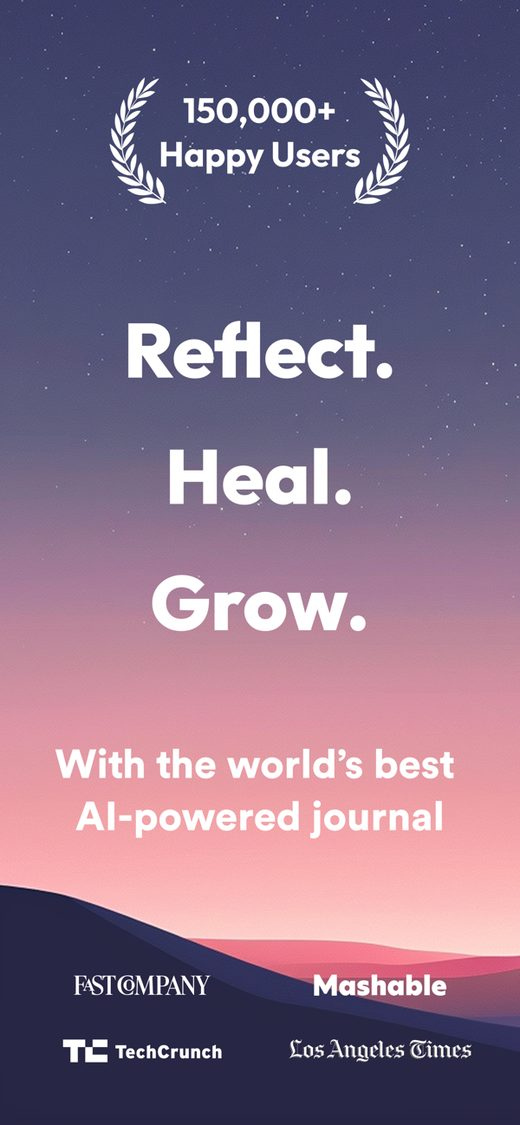 150,000+
Happy Users
Reflect.
Heal.
Grow.
With the world’s best
AI-powered journal
FAST COMPANY
Mashable
TC TechCrunch
Los Angeles Times